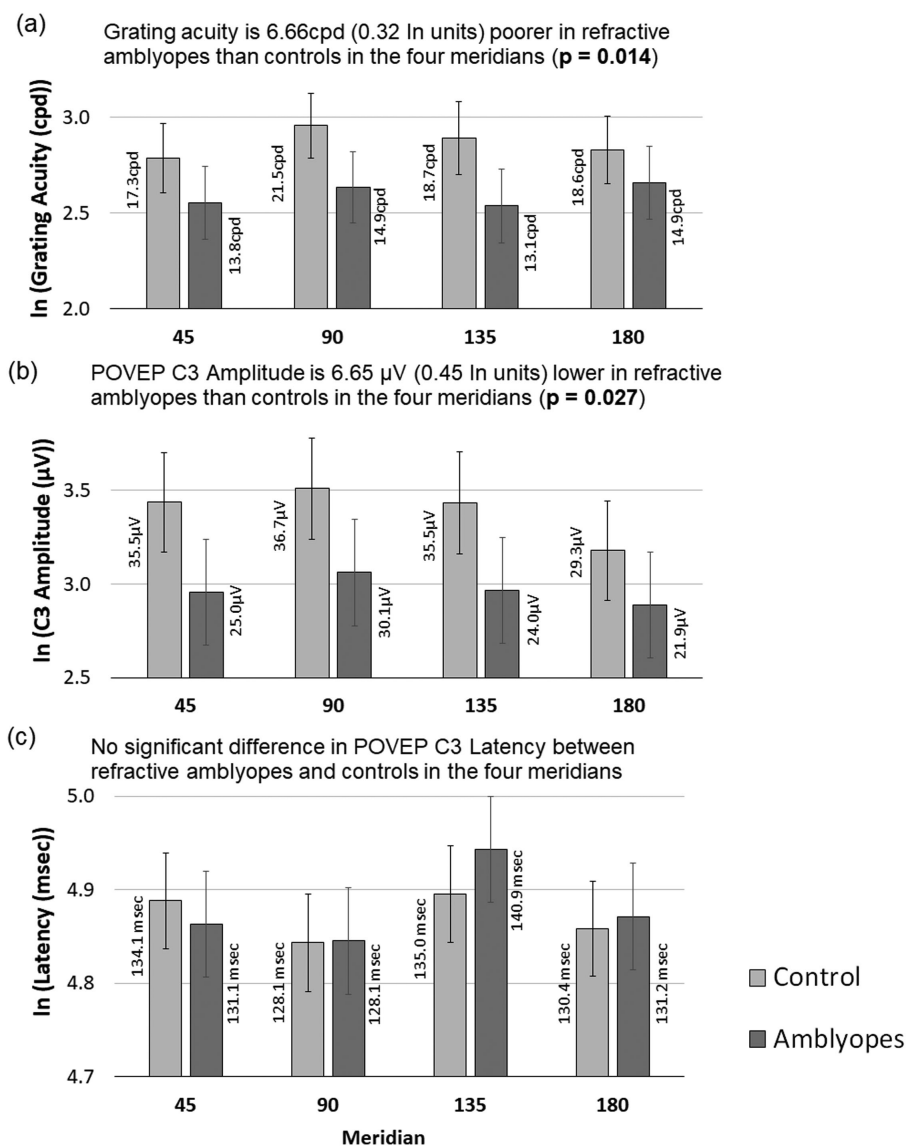 (a)
Grating acuity is 6.66cpd (0.32 ln units) poorer in refractive
amblyopes than controls in the four meridians (p = 0.014)
ln (Grating Acuity (cpd))
3.0
2.5
2.0
17.3cpd
13.8cpd
21.5cpd
14.9cpd
18.7cpd
13.1cpd
18.6cpd
14.9cpd
45 90 135 180
(b)
POVEP C3 Amplitude is 6.65 µV (0.45 ln units) lower in refractive
amblyopes than controls in the four meridians (p = 0.027)
ln (C3 Amplitude (µV))
3.5
3.0
2.5
35.5µV
25.0µV
36.7µV
30.1µV
35.5µV
24.0µV
29.3µV
21.9µV
45 90 135 180
(c)
No significant difference in POVEP C3 Latency between
refractive amblyopes and controls in the four meridians
ln (Latency (msec))
5.0
4.9
4.8
4.7
134.1 msec
131.1 msec
128.1 msec
128.1 msec
135.0 msec
140.9 msec
130.4 msec
131.2 msec
45 90 135 180
Meridian
Control
Amblyopes